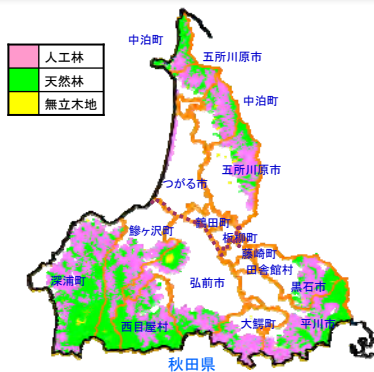 人工林
天然林
無立木地
中泊町
五所川原市
中泊町
五所川原市
つがる市
鶴田町
鰺ヶ沢町
板柳町
藤崎町
田舎館村
深浦町
弘前市
黒石市
西目屋村
大鰐町
平川市
秋田県